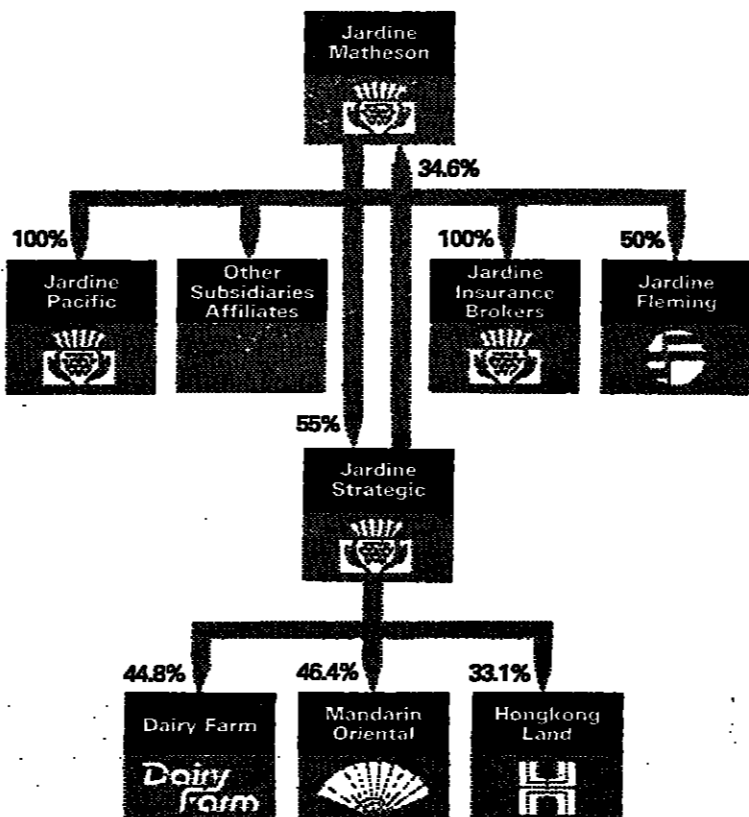 Jardine
Matheson
34.6%
100%
100%
50%
Jardine
Pacific
Other
Subsidiaries
Affiliates
Jardine
Insurance
Brokers
Jardine
Fleming
55%
Jardine
Strategic
44.8%
46.4%
33.1%
Dairy Farm
Dairy
Farm
Mandarin
Oriental
Hongkong
Land